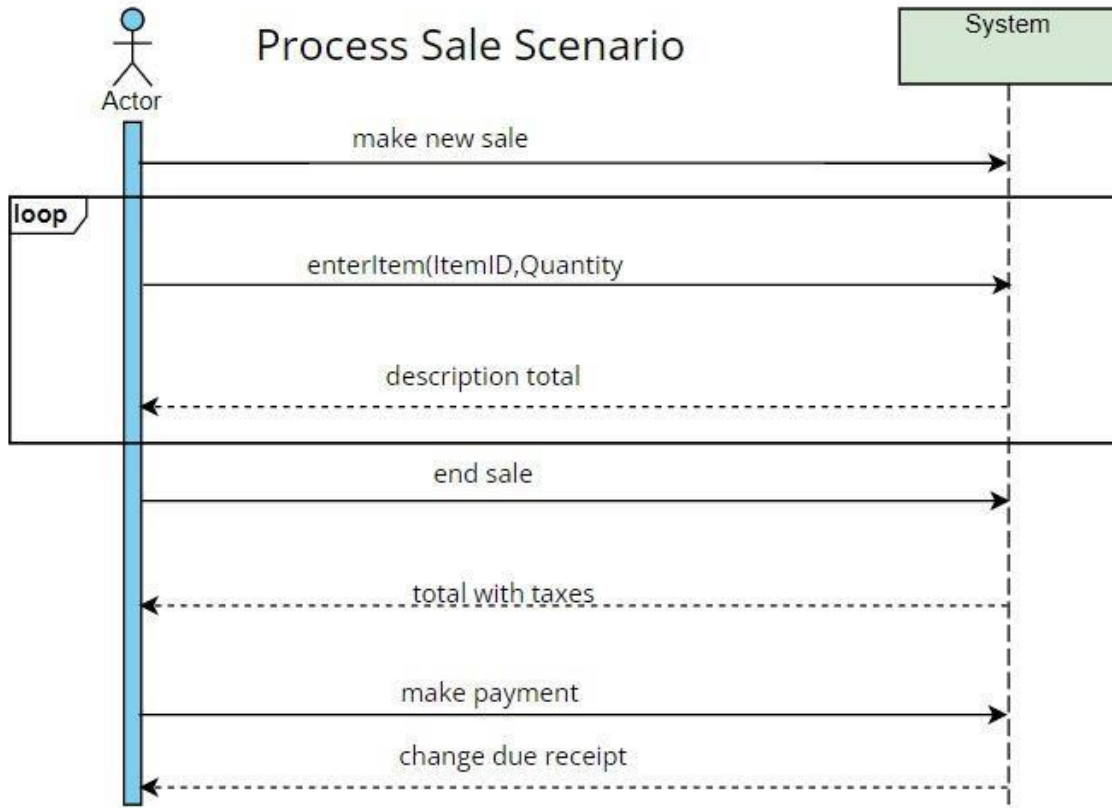 Process Sale Scenario
System
Actor
make new sale
loop
enterItem(ItemID,Quantity
description total
end sale
total with taxes
make payment
change due receipt